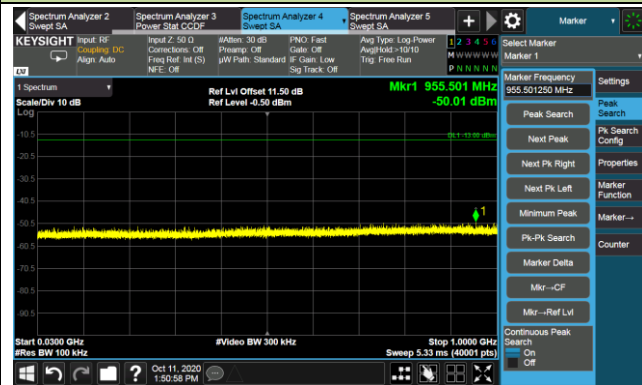 Spectrum Analyzer 2
Swept SA
Spectrum Analyzer 3
Power Stat CCDF
Spectrum Analyzer 4
Swept SA
Spectrum Analyzer 5
Swept SA
+
Marker
KEYSIGHT
LXI
Input: RF
Coupling: DC
Align: Auto
Input Z: 50 Ω
Corrections: Off
Freq Ref: Int (S)
NFE: Off
#Atten: 30 dB
Preamp: Off
µW Path: Standard
PNO: Fast
Gate: Off
IF Gain: Low
Sig Track: Off
Avg Type: Log-Power
Avg|Hold:>10/10
Trig: Free Run
1 2 3 4 5 6
M W W W W W
P N N N N N
Select Marker
Marker 1
1 Spectrum
Scale/Div 10 dB
Log
Ref Lvl Offset 11.50 dB
Ref Level -0.50 dBm
Mkr1 955.501 MHz
-50.01 dBm
DL1 -13.00 dBm
-10.5
-20.5
-30.5
-40.5
-50.5
-60.5
-70.5
-80.5
-90.5
1
Start 0.0300 GHz
#Res BW 100 kHz
#Video BW 300 kHz
Stop 1.0000 GHz
Sweep 5.33 ms (40001 pts)
Marker Frequency
955.501250 MHz
Peak Search
Next Peak
Next Pk Right
Next Pk Left
Minimum Peak
Pk-Pk Search
Marker Delta
Mkr→CF
Mkr→Ref Lvl
Continuous Peak
Search
On
Off
Settings
Peak
Search
Pk Search
Config
Properties
Marker
Function
Marker→
Counter
?
Oct 11, 2020
1:50:58 PM